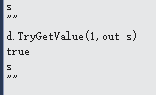 s
""
d.TryGetValue(1,out s)
true
s
""